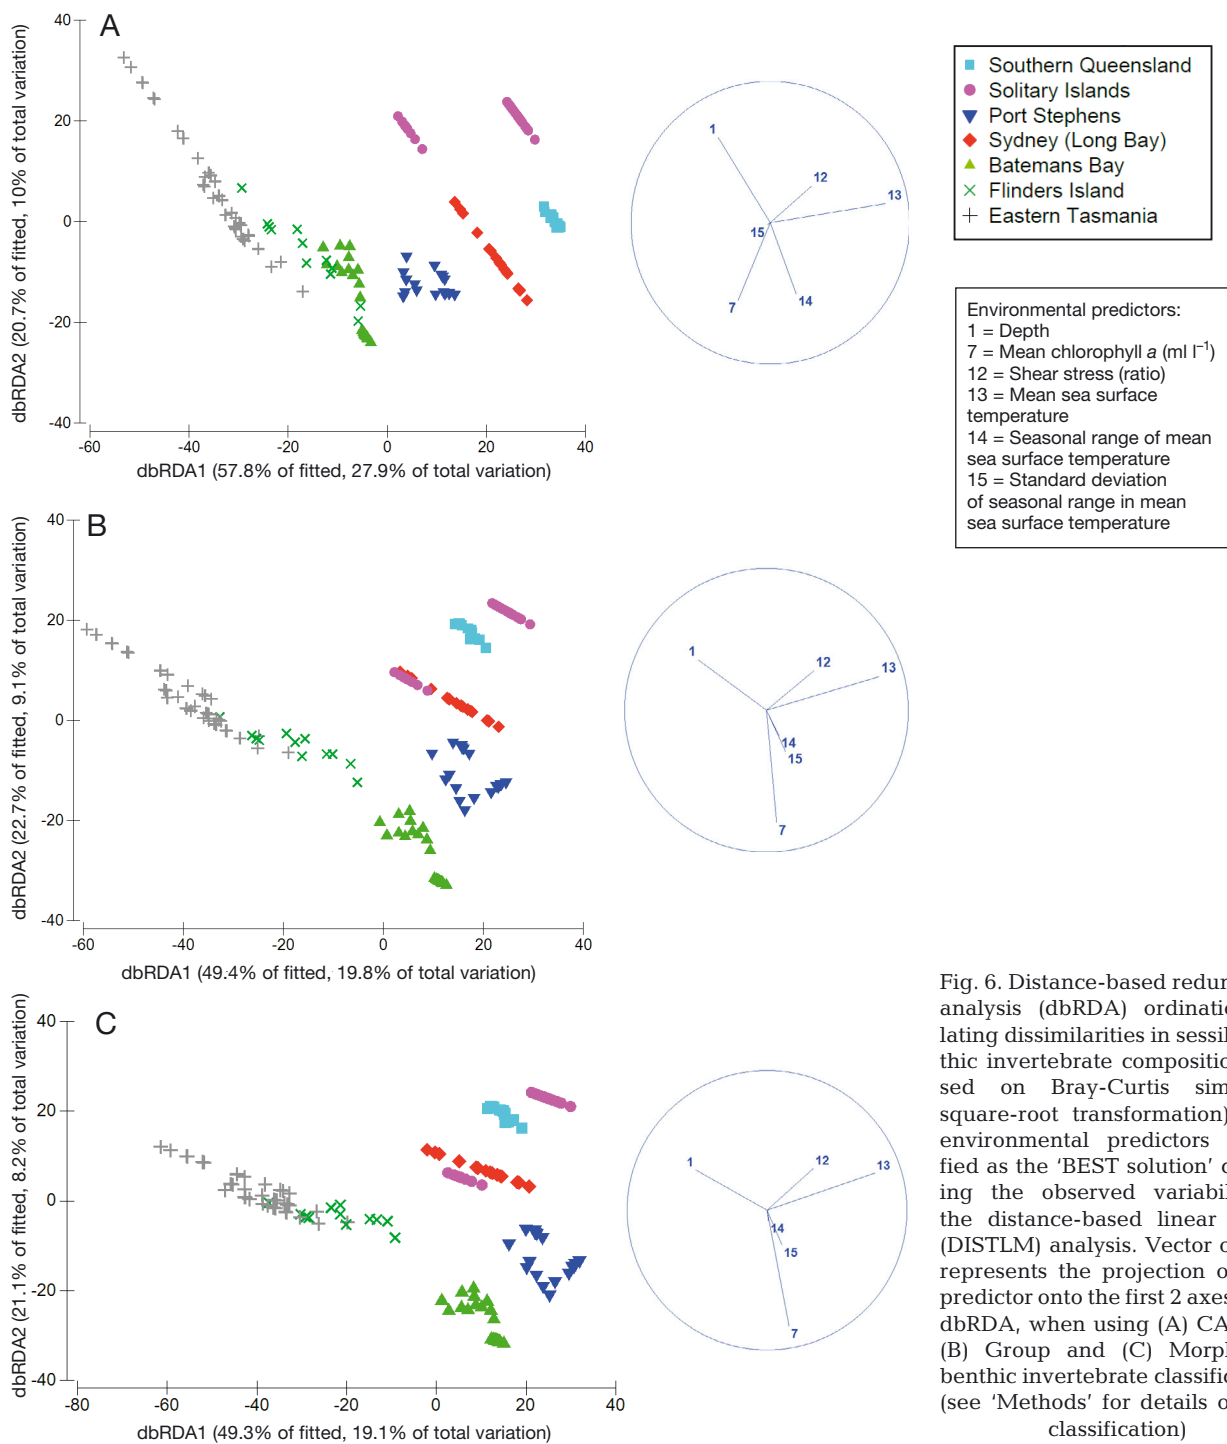 A
40
20
0
-20
-40
-60
-40
-20
0
20
40
dbRDA2 (20.7% of fitted, 10% of total variation)
dbRDA1 (57.8% of fitted, 27.9% of total variation)
1
12
13
15
7
14
Southern Queensland
Solitary Islands
Port Stephens
Sydney (Long Bay)
Batemans Bay
Flinders Island
Eastern Tasmania
Environmental predictors:
1 = Depth
7 = Mean chlorophyll a (ml l⁻¹)
12 = Shear stress (ratio)
13 = Mean sea surface
temperature
14 = Seasonal range of mean
sea surface temperature
15 = Standard deviation
of seasonal range in mean
sea surface temperature
B
40
20
0
-20
-40
-60
-40
-20
0
20
40
dbRDA2 (22.7% of fitted, 9.1% of total variation)
dbRDA1 (49.4% of fitted, 19.8% of total variation)
1
12
13
14
15
7
C
40
20
0
-20
-40
-80
-60
-40
-20
0
20
40
dbRDA2 (21.1% of fitted, 8.2% of total variation)
dbRDA1 (49.3% of fitted, 19.1% of total variation)
1
12
13
14
15
7
Fig. 6. Distance-based redun
analysis (dbRDA) ordinatio
lating dissimilarities in sessil
thic invertebrate compositio
sed on Bray-Curtis sim
square-root transformation)
environmental predictors
fied as the ‘BEST solution’ o
ing the observed variabil
the distance-based linear
(DISTLM) analysis. Vector o
represents the projection o
predictor onto the first 2 axes
dbRDA, when using (A) CA
(B) Group and (C) Morph
benthic invertebrate classific
(see ‘Methods’ for details o
classification)